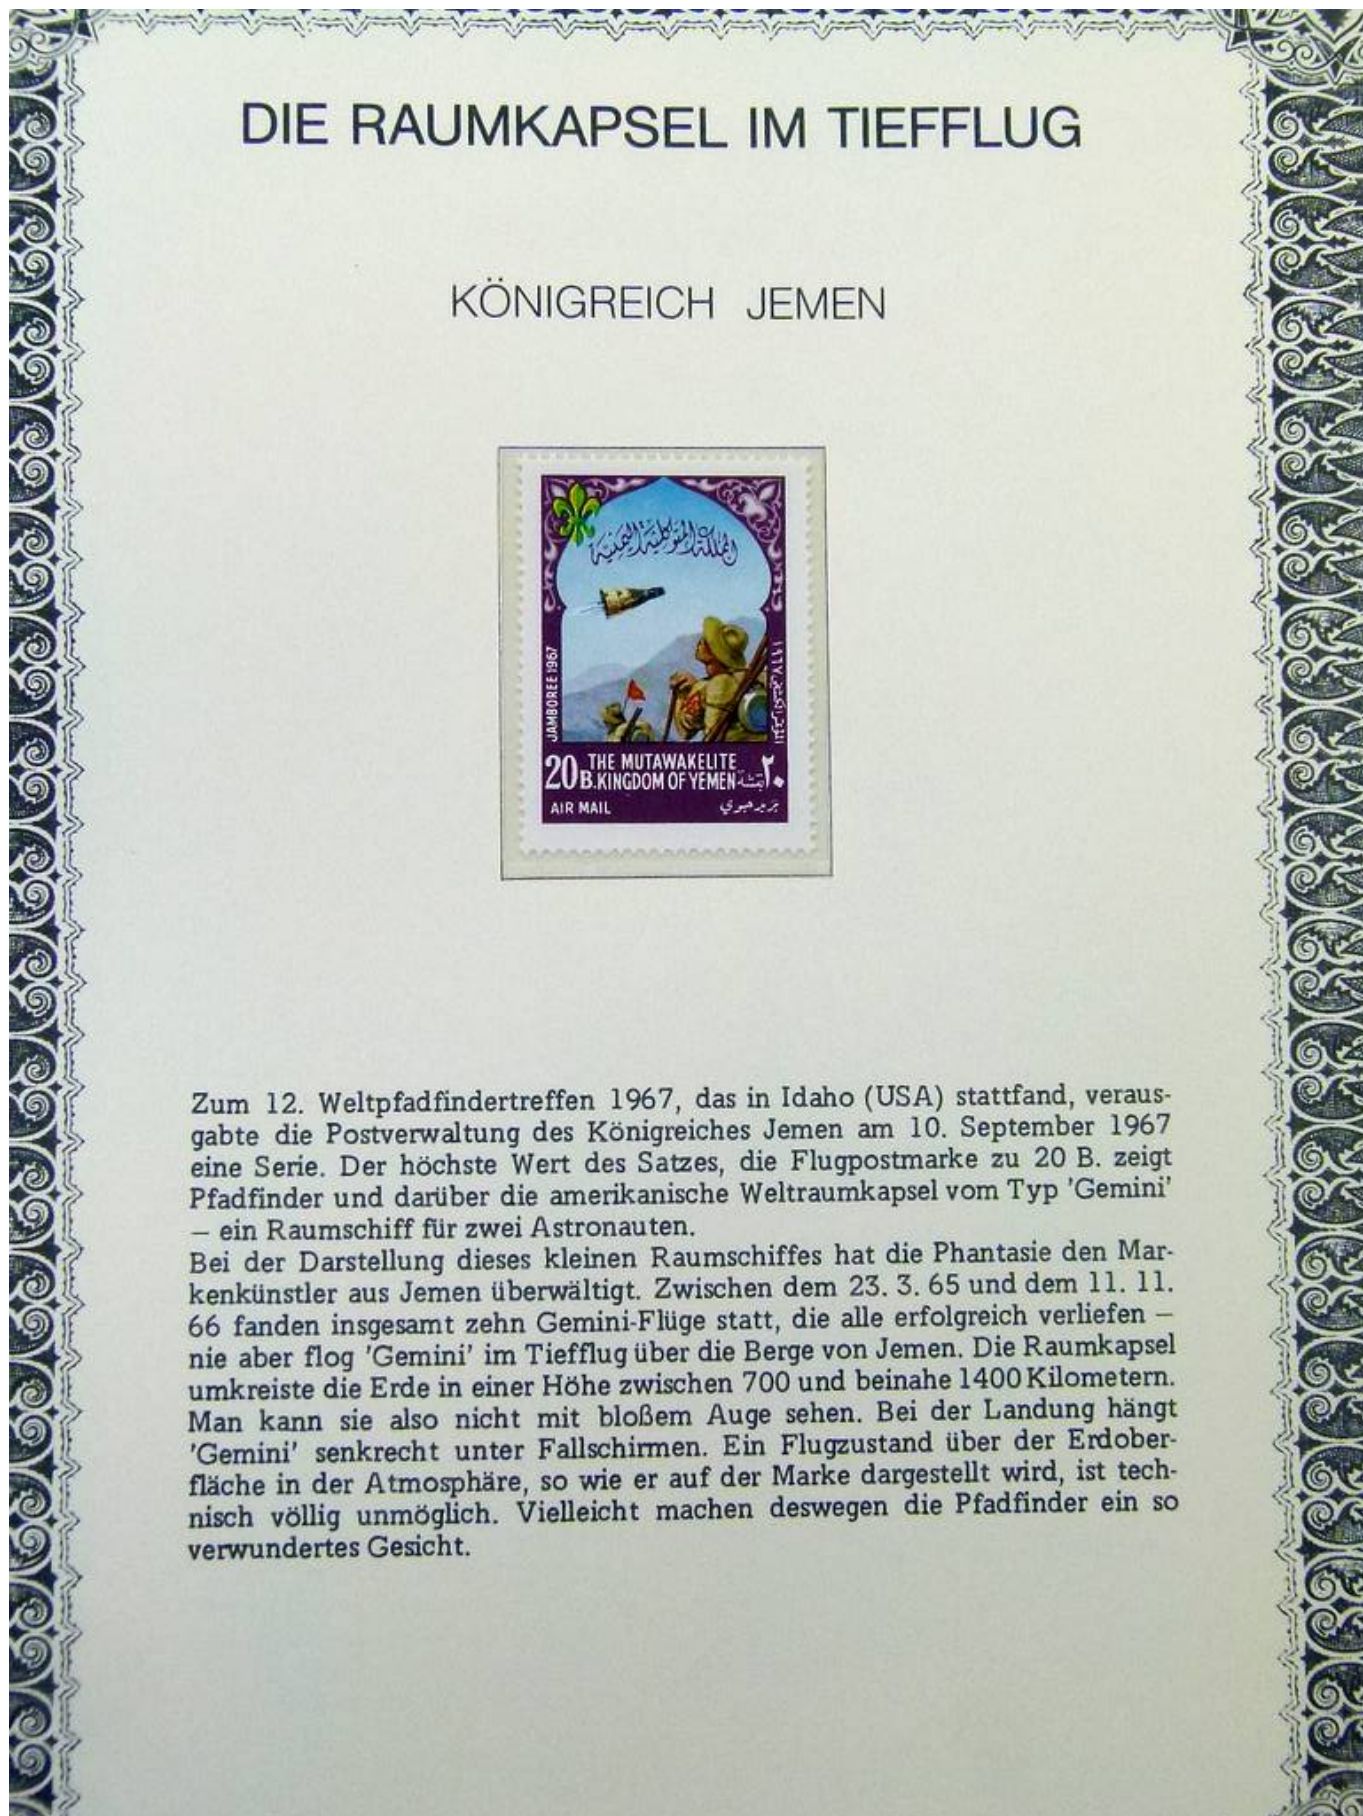 DIE RAUMKAPSEL IM TIEFFLUG
KÖNIGREICH JEMEN
المملكة المتوكلية اليمنية
JAMBOREE 1967
20 B. THE MUTAWAKELITE
KINGDOM OF YEMEN ٢٠ بقشة
AIR MAIL بريد جوي
Zum 12. Weltpfadfindertreffen 1967, das in Idaho (USA) stattfand, veraus-
gabte die Postverwaltung des Königreiches Jemen am 10. September 1967
eine Serie. Der höchste Wert des Satzes, die Flugpostmarke zu 20 B. zeigt
Pfadfinder und darüber die amerikanische Weltraumkapsel vom Typ 'Gemini'
– ein Raumschiff für zwei Astronauten.
Bei der Darstellung dieses kleinen Raumschiffes hat die Phantasie den Mar-
kenkünstler aus Jemen überwältigt. Zwischen dem 23. 3. 65 und dem 11. 11.
66 fanden insgesamt zehn Gemini-Flüge statt, die alle erfolgreich verliefen –
nie aber flog 'Gemini' im Tiefflug über die Berge von Jemen. Die Raumkapsel
umkreiste die Erde in einer Höhe zwischen 700 und beinahe 1400 Kilometern.
Man kann sie also nicht mit bloßem Auge sehen. Bei der Landung hängt
'Gemini' senkrecht unter Fallschirmen. Ein Flugzustand über der Erdober-
fläche in der Atmosphäre, so wie er auf der Marke dargestellt wird, ist tech-
nisch völlig unmöglich. Vielleicht machen deswegen die Pfadfinder ein so
verwundertes Gesicht.